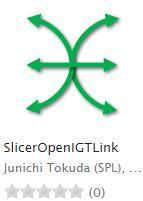 SlicerOpenIGTLink
Junichi Tokuda (SPL), ...
(0)